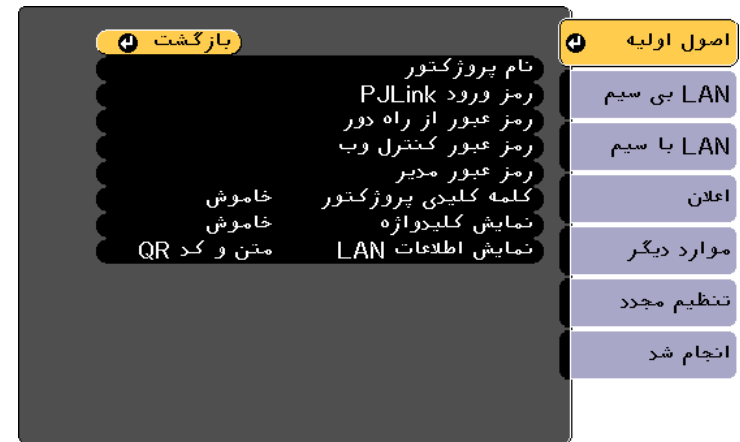 اصول اولیه
LAN بی سیم
LAN با سیم
اعلان
موارد دیگر
تنظیم مجدد
انجام شد
بازگشت
نام پروژکتور
رمز ورود PJLink
رمز عبور از راه دور
رمز عبور کنترل وب
رمز عبور مدیر
کلمه کلیدی پروژکتور خاموش
نمایش کلیدواژه خاموش
نمایش اطلاعات LAN متن و کد QR